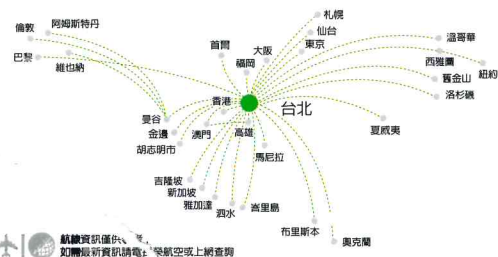 札幌
阿姆斯特丹
倫敦
仙台
溫哥華
首爾
大阪
東京
巴黎
維也納
福岡
西雅圖
紐約
舊金山
香港
台北
洛杉磯
曼谷
金邊
澳門
高雄
夏威夷
胡志明市
馬尼拉
吉隆坡
新加坡
雅加達
泗水
峇里島
布里斯本
奧克蘭
航線資訊僅供
如需最新資訊請電 榮航空或上網查詢